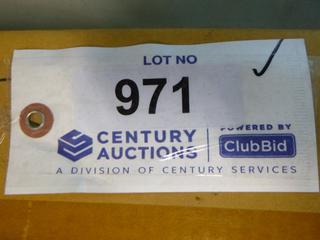 LOT NO
971
CENTURY AUCTIONS
POWERED BY
ClubBid
A DIVISION OF CENTURY SERVICES